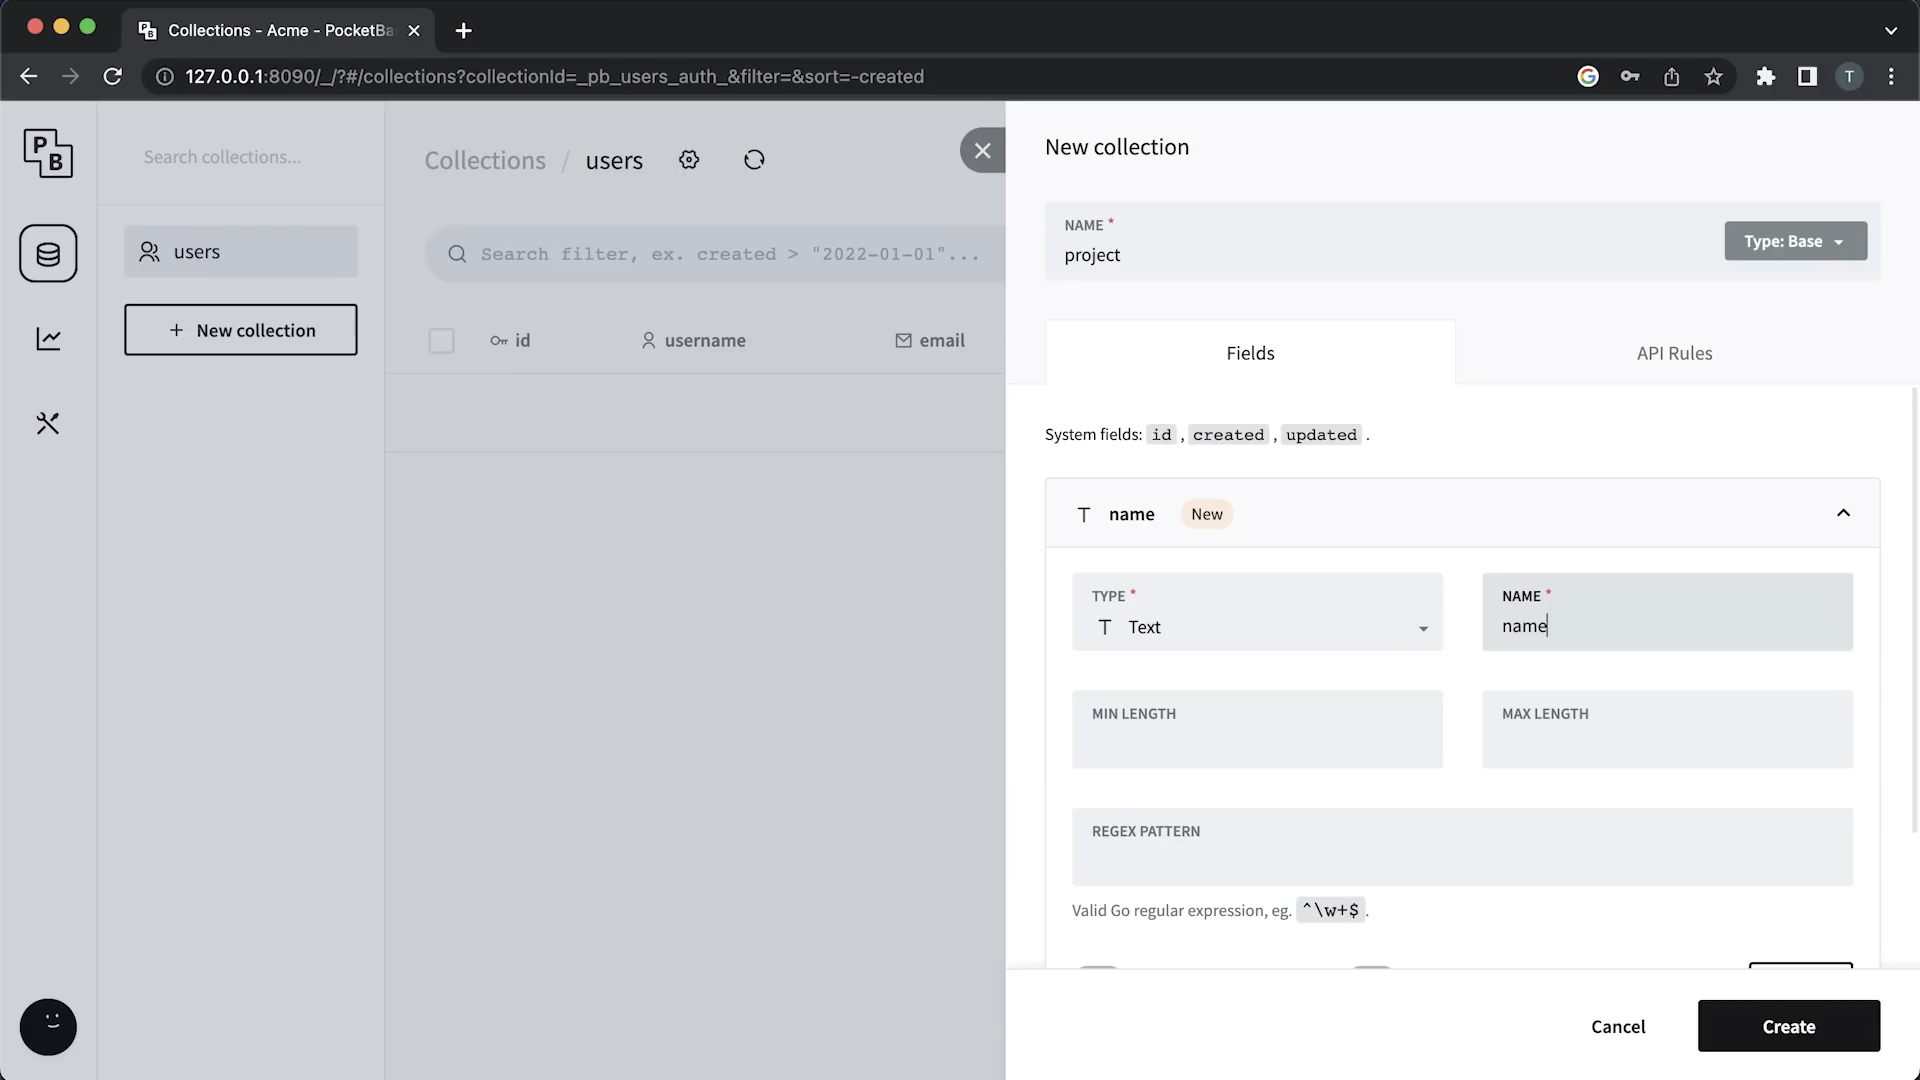 Collections - Acme - PocketBa
127.0.0.1:8090/_/?#/collections?collectionId=_pb_users_auth_&filter=&sort=-created
T
P
B
Search collections...
users
+ New collection
Collections / users
Search filter, ex. created > "2022-01-01"...
id
username
email
New collection
NAME *
project
Type: Base
Fields
API Rules
System fields: id , created , updated .
T name New
TYPE *
T Text
NAME *
name
MIN LENGTH
MAX LENGTH
REGEX PATTERN
Valid Go regular expression, eg. ^\w+$ .
Cancel
Create